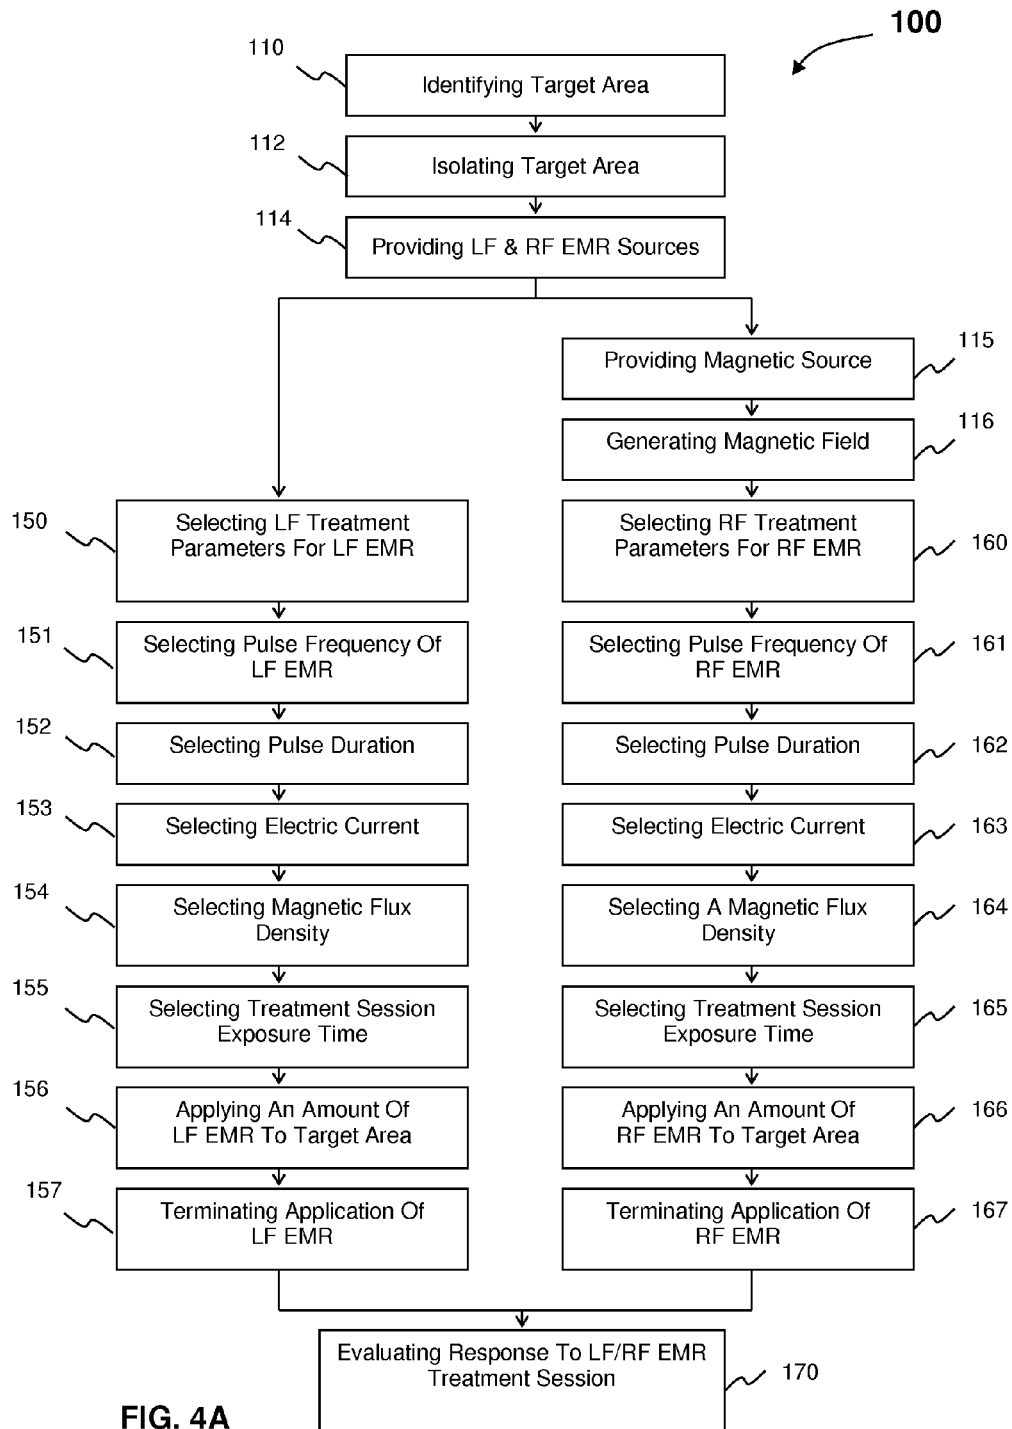 100
110
Identifying Target Area
112
Isolating Target Area
114
Providing LF & RF EMR Sources
Providing Magnetic Source
115
Generating Magnetic Field
116
150
Selecting LF Treatment
Parameters For LF EMR
Selecting RF Treatment
Parameters For RF EMR
160
151
Selecting Pulse Frequency Of
LF EMR
Selecting Pulse Frequency Of
RF EMR
161
152
Selecting Pulse Duration
Selecting Pulse Duration
162
153
Selecting Electric Current
Selecting Electric Current
163
154
Selecting Magnetic Flux
Density
Selecting A Magnetic Flux
Density
164
155
Selecting Treatment Session
Exposure Time
Selecting Treatment Session
Exposure Time
165
156
Applying An Amount Of
LF EMR To Target Area
Applying An Amount Of
RF EMR To Target Area
166
157
Terminating Application Of
LF EMR
Terminating Application Of
RF EMR
167
Evaluating Response To LF/RF EMR
Treatment Session
170
FIG. 4A